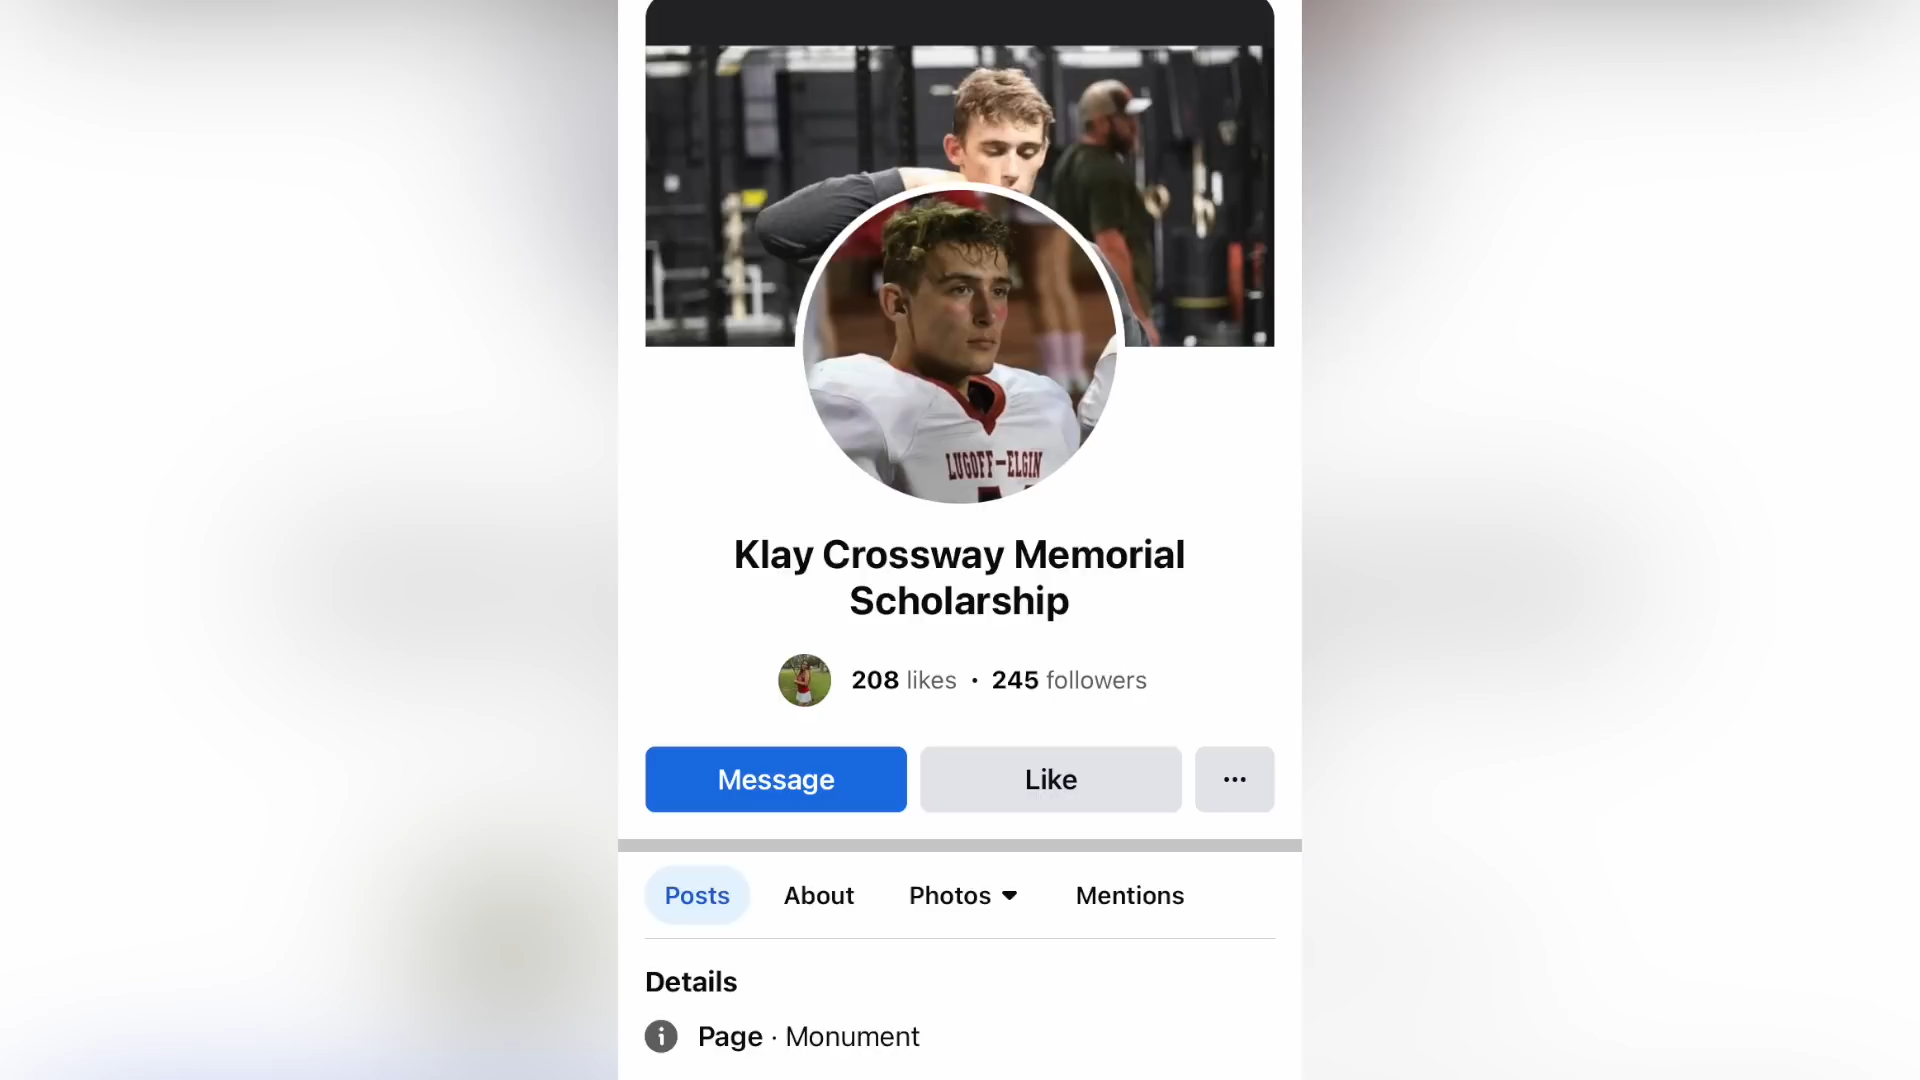 LUGOFF-ELGIN
Klay Crossway Memorial
Scholarship
208 likes • 245 followers
Message
Like
Posts
About
Photos
Mentions
Details
Page · Monument